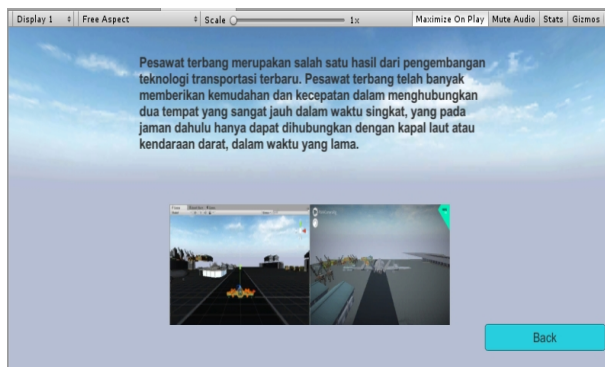 Display 1 Free Aspect Scale 1x Maximize On Play Mute Audio Stats Gizmos
Pesawat terbang merupakan salah satu hasil dari pengembangan
teknologi transportasi terbaru. Pesawat terbang telah banyak
memberikan kemudahan dan kecepatan dalam menghubungkan
dua tempat yang sangat jauh dalam waktu singkat, yang pada
jaman dahulu hanya dapat dihubungkan dengan kapal laut atau
kendaraan darat, dalam waktu yang lama.
Back